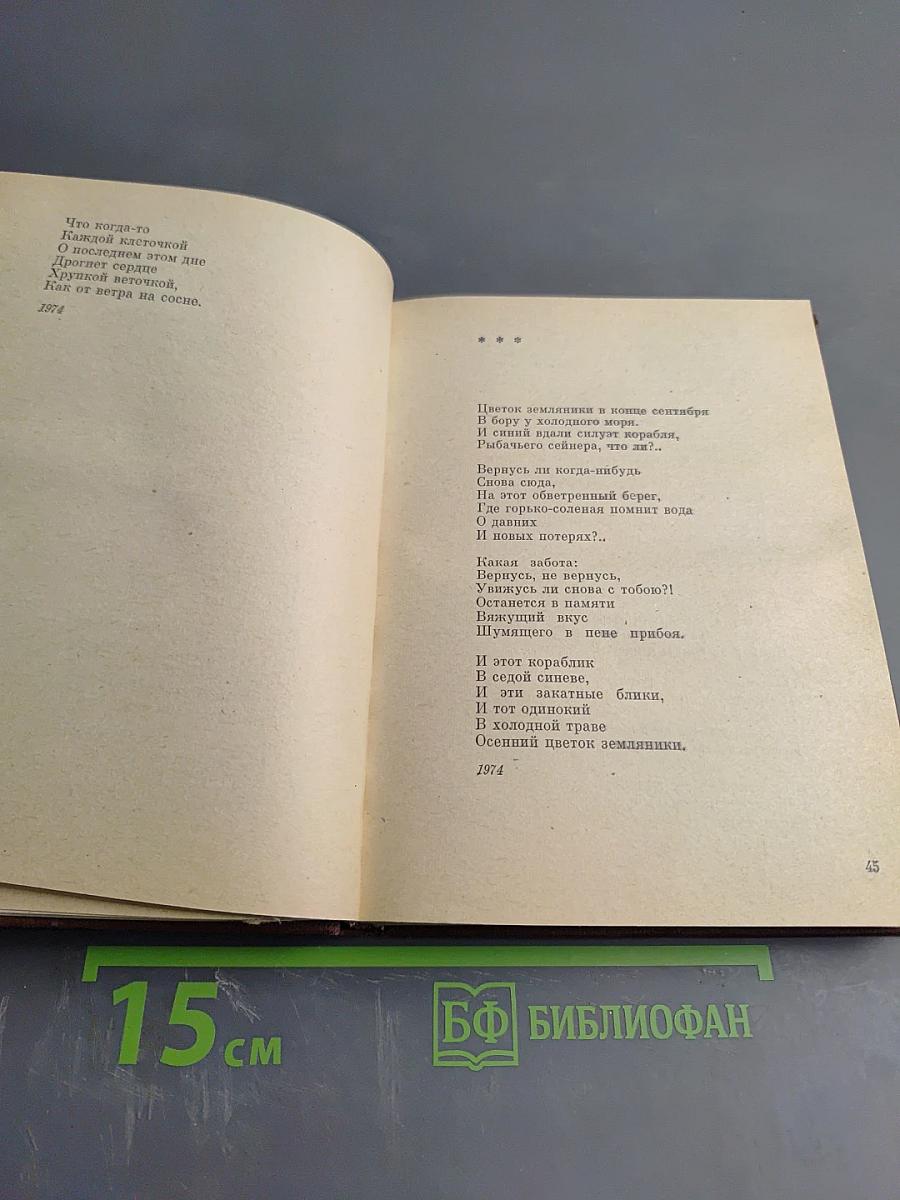 Что когда-то
Каждой клеточкой
О последнем этом дне
Дрогнет сердце
Хрупкой веточкой,
Как от ветра на сосне.
1974
* * *
Цветок земляники в конце сентября
В бору у холодного моря.
И синий вдали силуэт корабля,
Рыбачьего сейнера, что ли?..
Вернусь ли когда-нибудь
Снова сюда,
На этот обветренный берег,
Где горько-соленая помнит вода
О давних
И новых потерях?..
Какая забота:
Вернусь, не вернусь,
Увижусь ли снова с тобою?!
Останется в памяти
Вяжущий вкус
Шумящего в пене прибоя.
И этот кораблик
В седой синеве,
И эти закатные блики,
И тот одинокий
В холодной траве
Осенний цветок земляники.
1974
45
15 см
БФ БИБЛИОФАН